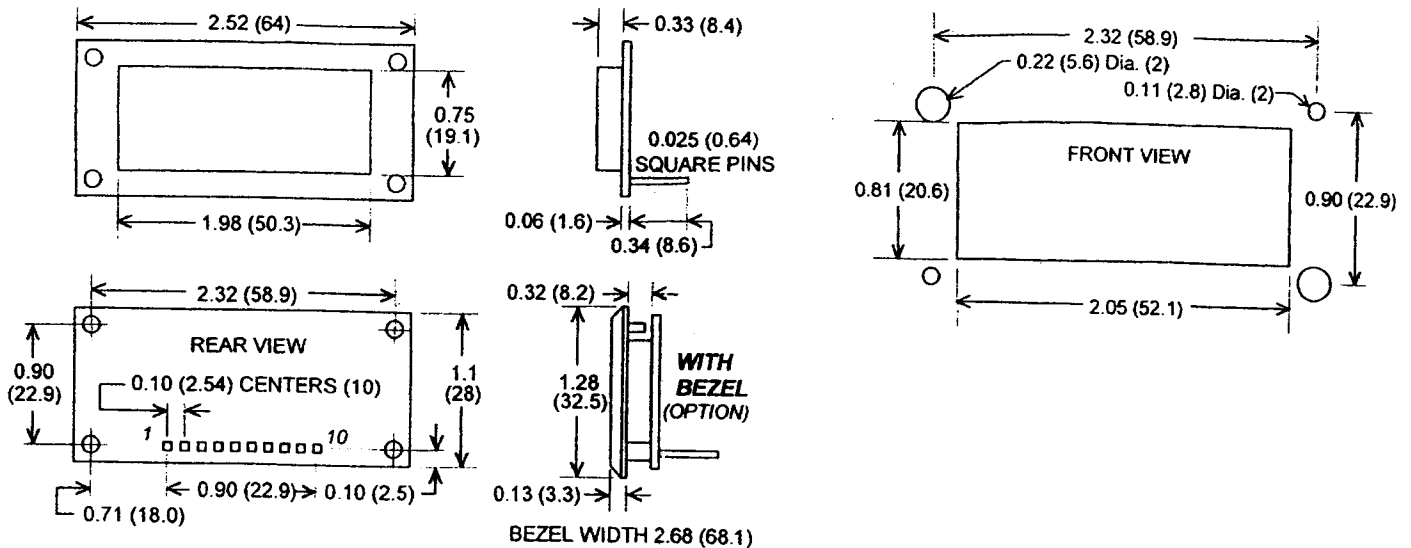 2.52 (64)
0.75
(19.1)
1.98 (50.3)
0.33 (8.4)
0.025 (0.64)
SQUARE PINS
0.06 (1.6)
0.34 (8.6)
2.32 (58.9)
0.22 (5.6) Dia. (2)
0.11 (2.8) Dia. (2)
FRONT VIEW
0.81 (20.6)
0.90 (22.9)
2.05 (52.1)
2.32 (58.9)
REAR VIEW
0.90
(22.9)
0.10 (2.54) CENTERS (10)
1.1
(28)
1
10
0.90 (22.9)
0.10 (2.5)
0.71 (18.0)
0.32 (8.2)
1.28
(32.5)
WITH
BEZEL
(OPTION)
0.13 (3.3)
BEZEL WIDTH 2.68 (68.1)